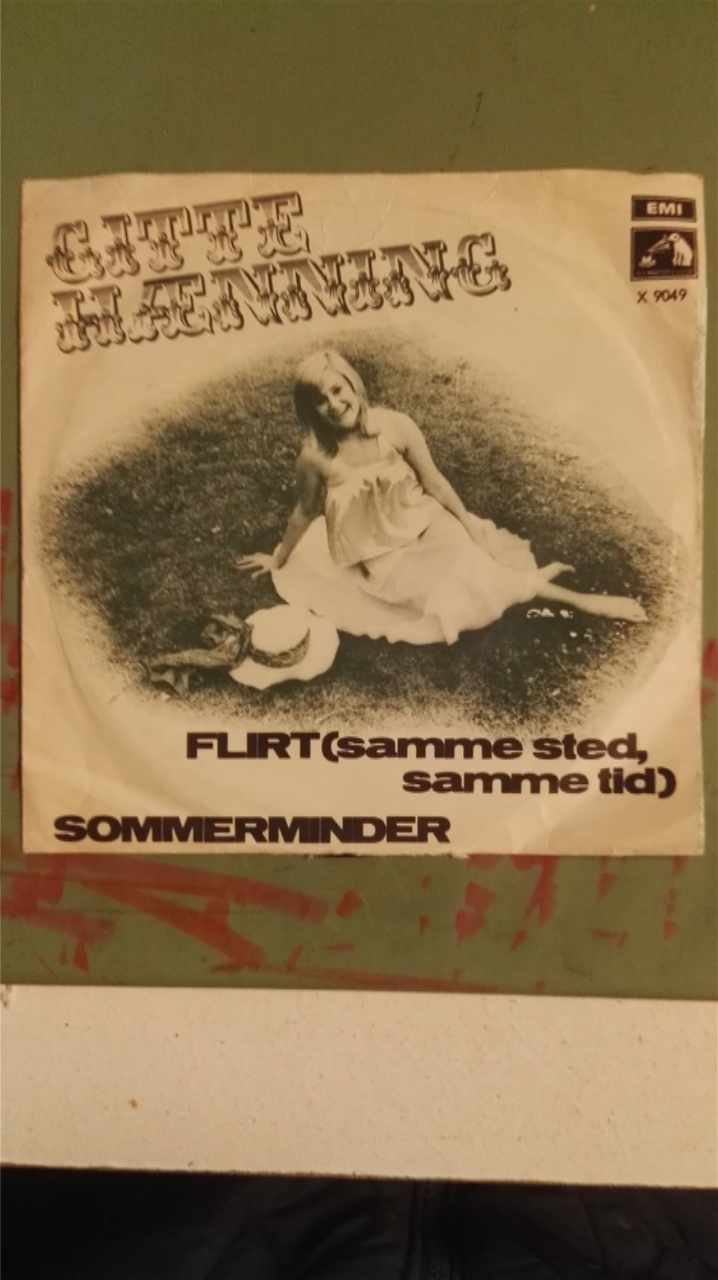 GITTE
HÆNNING
EMI
X 9049
FLIRT (samme sted,
samme tid)
SOMMERMINDER